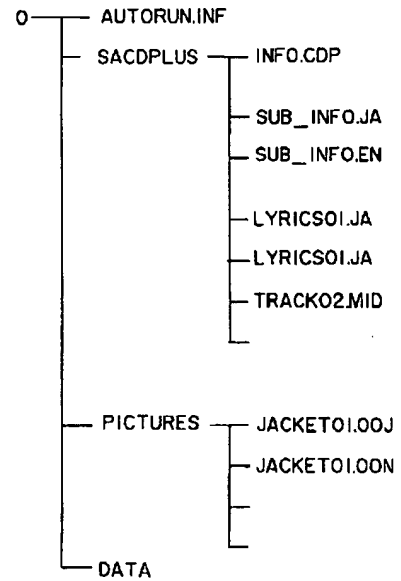 0 AUTORUN.INF
SACDPLUS INFO.CDP
SUB_INFO.JA
SUB_INFO.EN
LYRICS01.JA
LYRICS01.JA
TRACK02.MID
PICTURES JACKET01.00J
JACKET01.00N
DATA